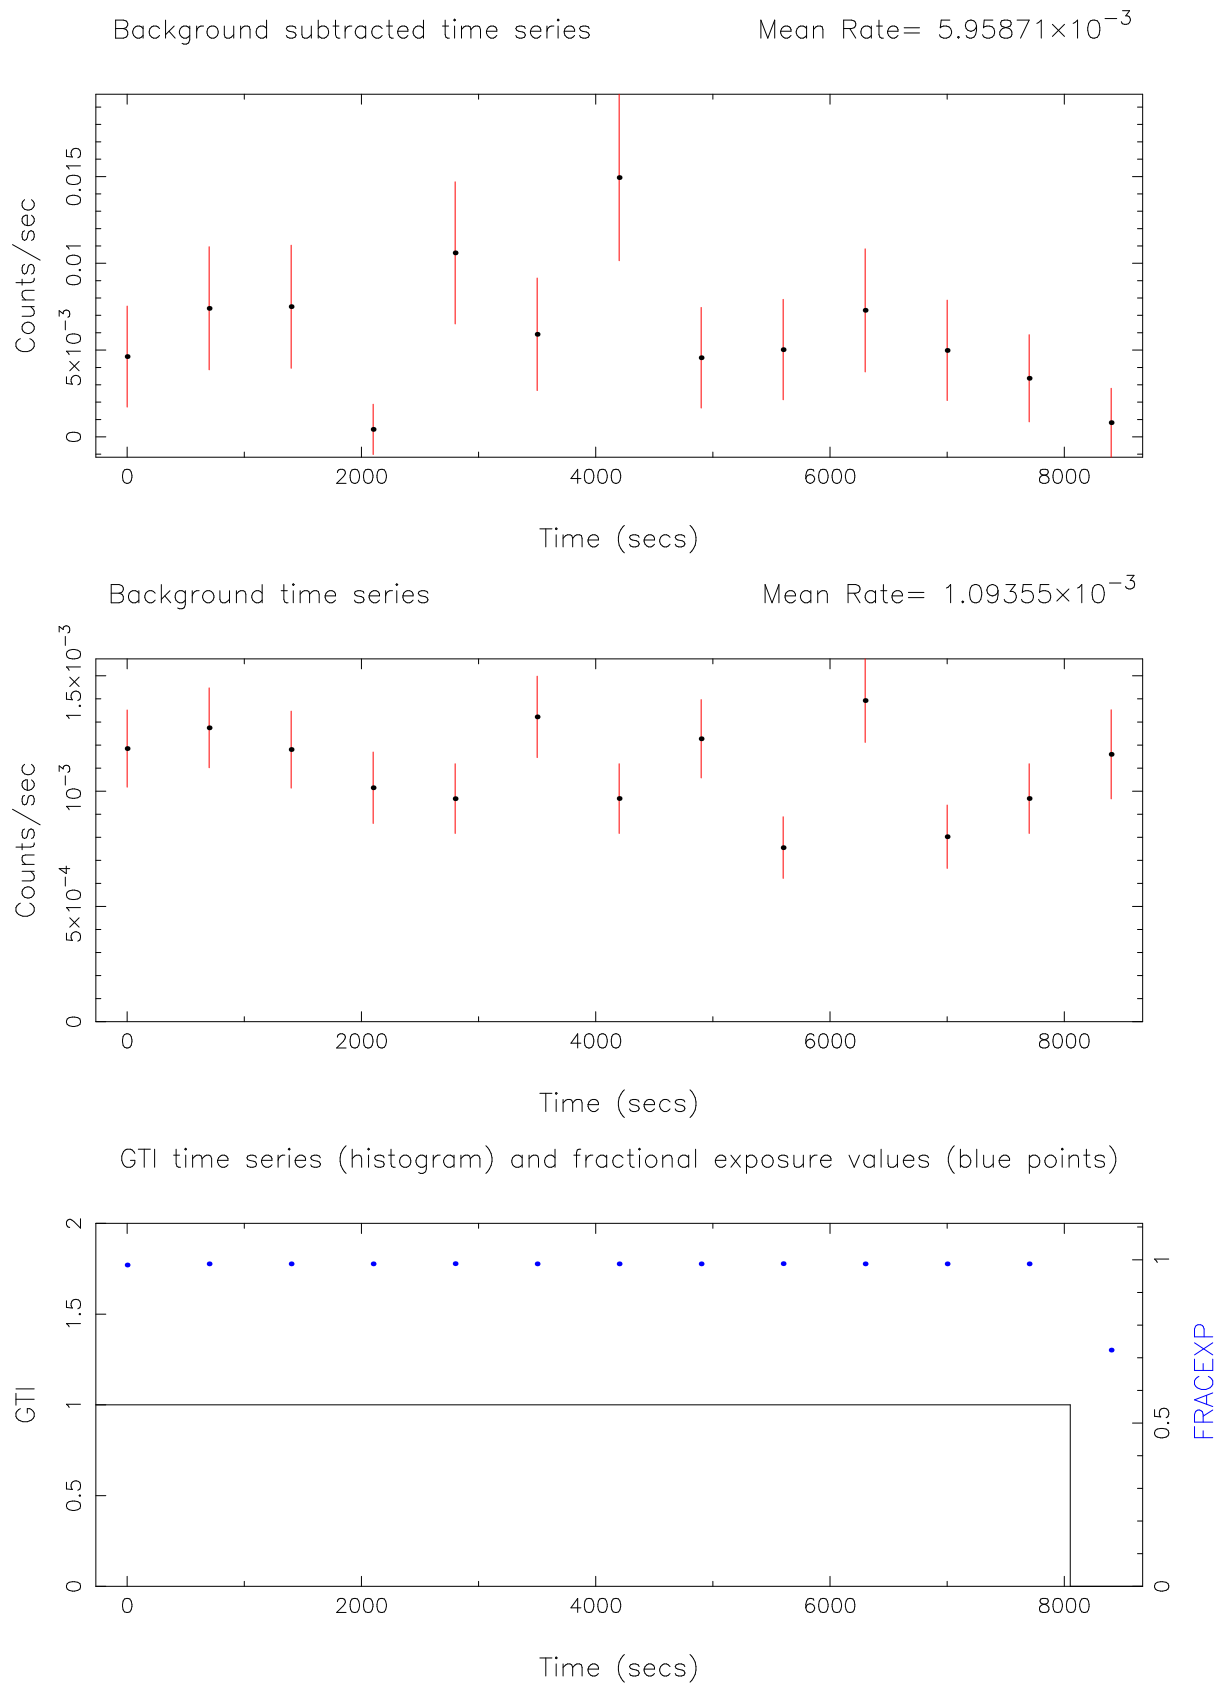 Background subtracted time series Mean Rate= 5.95871×10⁻³
Counts/sec
0 5×10⁻³ 0.01 0.015
0 2000 4000 6000 8000
Time (secs)
Background time series Mean Rate= 1.09355×10⁻³
Counts/sec
0 5×10⁻⁴ 10⁻³ 1.5×10⁻³
0 2000 4000 6000 8000
Time (secs)
GTI time series (histogram) and fractional exposure values (blue points)
GTI
0 0.5 1 1.5 2
0 0.5 1
FRACEXP
0 2000 4000 6000 8000
Time (secs)